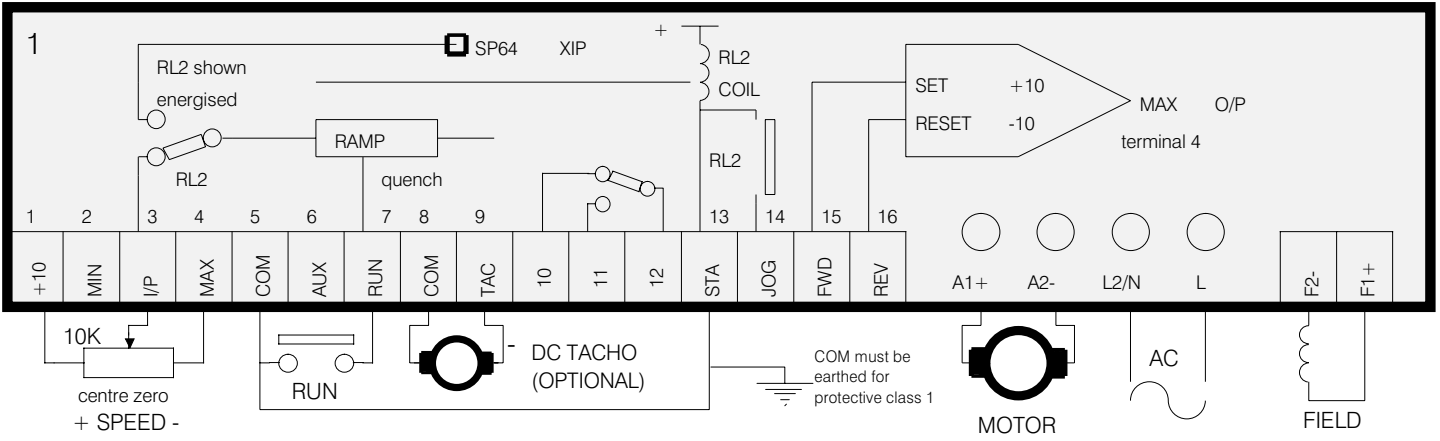 1
RL2 shown
energised
SP64 XIP
+
RL2
COIL
SET +10
RESET -10
MAX O/P
terminal 4
RAMP
RL2
quench
RL2
1 2 3 4 5 6 7 8 9 13 14 15 16
+10 MIN I/P MAX COM AUX RUN COM TAC 10 11 12 STA JOG FWD REV
A1+ A2- L2/N L
F2- F1+
10K
centre zero
+ SPEED -
RUN
-
DC TACHO
(OPTIONAL)
COM must be
earthed for
protective class 1
MOTOR
AC
FIELD